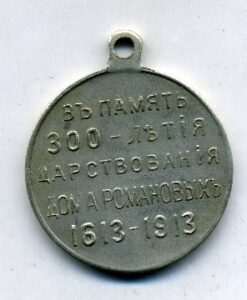 ВЪ ПАМЯТЬ
300-ЛѢТІЯ
ЦАРСТВОВАНІЯ
ДОМА РОМАНОВЫХЪ
1613-1913